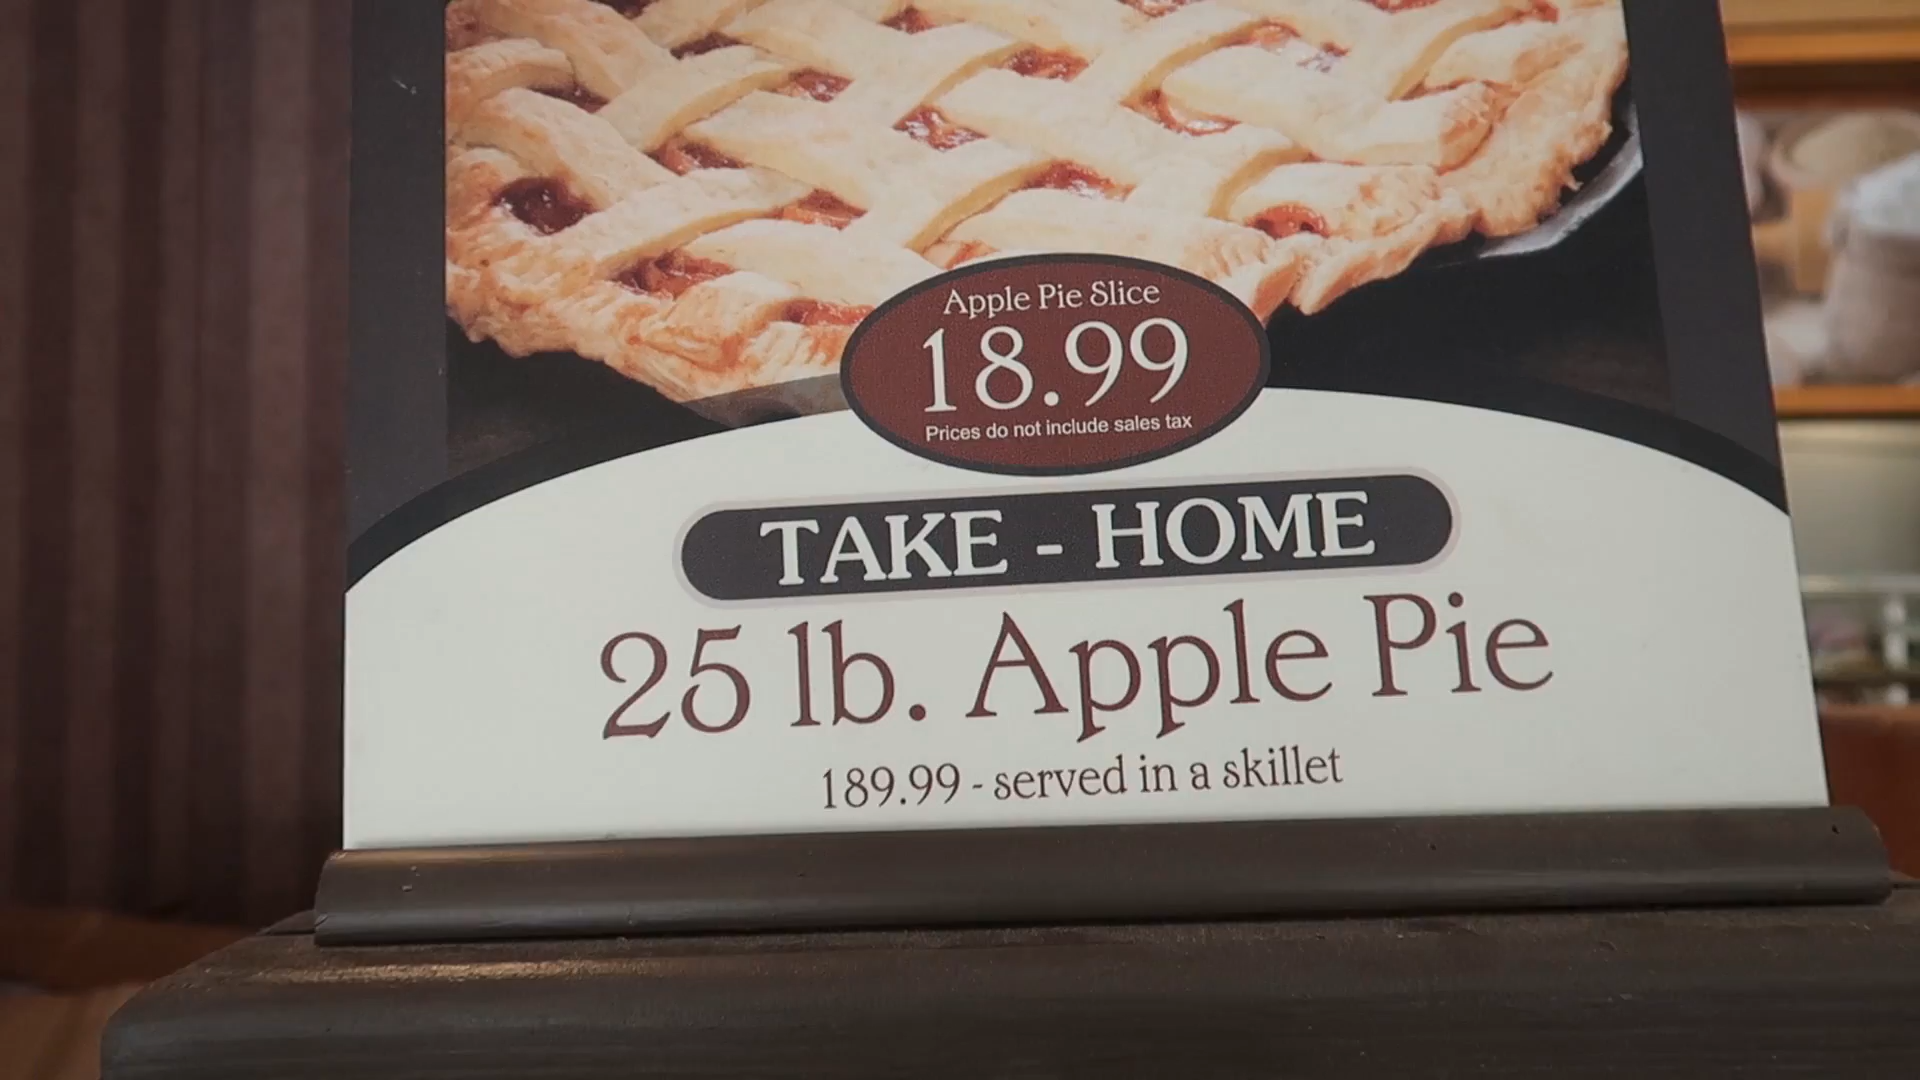 Apple Pie Slice
18.99
Prices do not include sales tax
TAKE - HOME
25 lb. Apple Pie
189.99 - served in a skillet